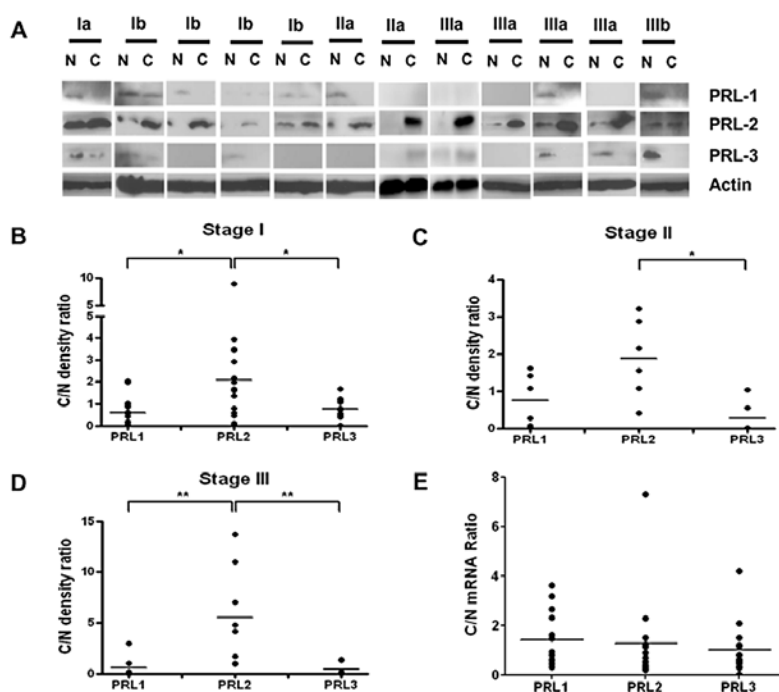 A
Ia Ib Ib Ib Ib IIa IIa IIIa IIIa IIIa IIIa IIIb
N C N C N C N C N C N C N C N C N C N C N C N C
PRL-1
PRL-2
PRL-3
Actin
B
Stage I
* *
C/N density ratio
10
5
5
4
3
2
1
0
PRL1 PRL2 PRL3
C
Stage II
*
C/N density ratio
4
3
2
1
0
PRL1 PRL2 PRL3
D
Stage III
** **
C/N density ratio
15
10
5
0
PRL1 PRL2 PRL3
E
C/N mRNA Ratio
8
6
4
2
0
PRL1 PRL2 PRL3